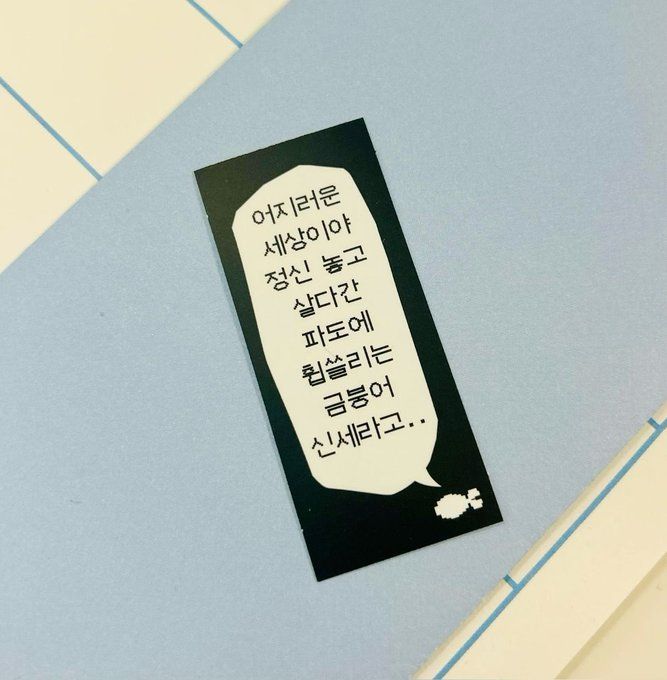 어지러운
세상이야
정신 놓고
살다간
파도에
휩쓸리는
금붕어
신세라고..